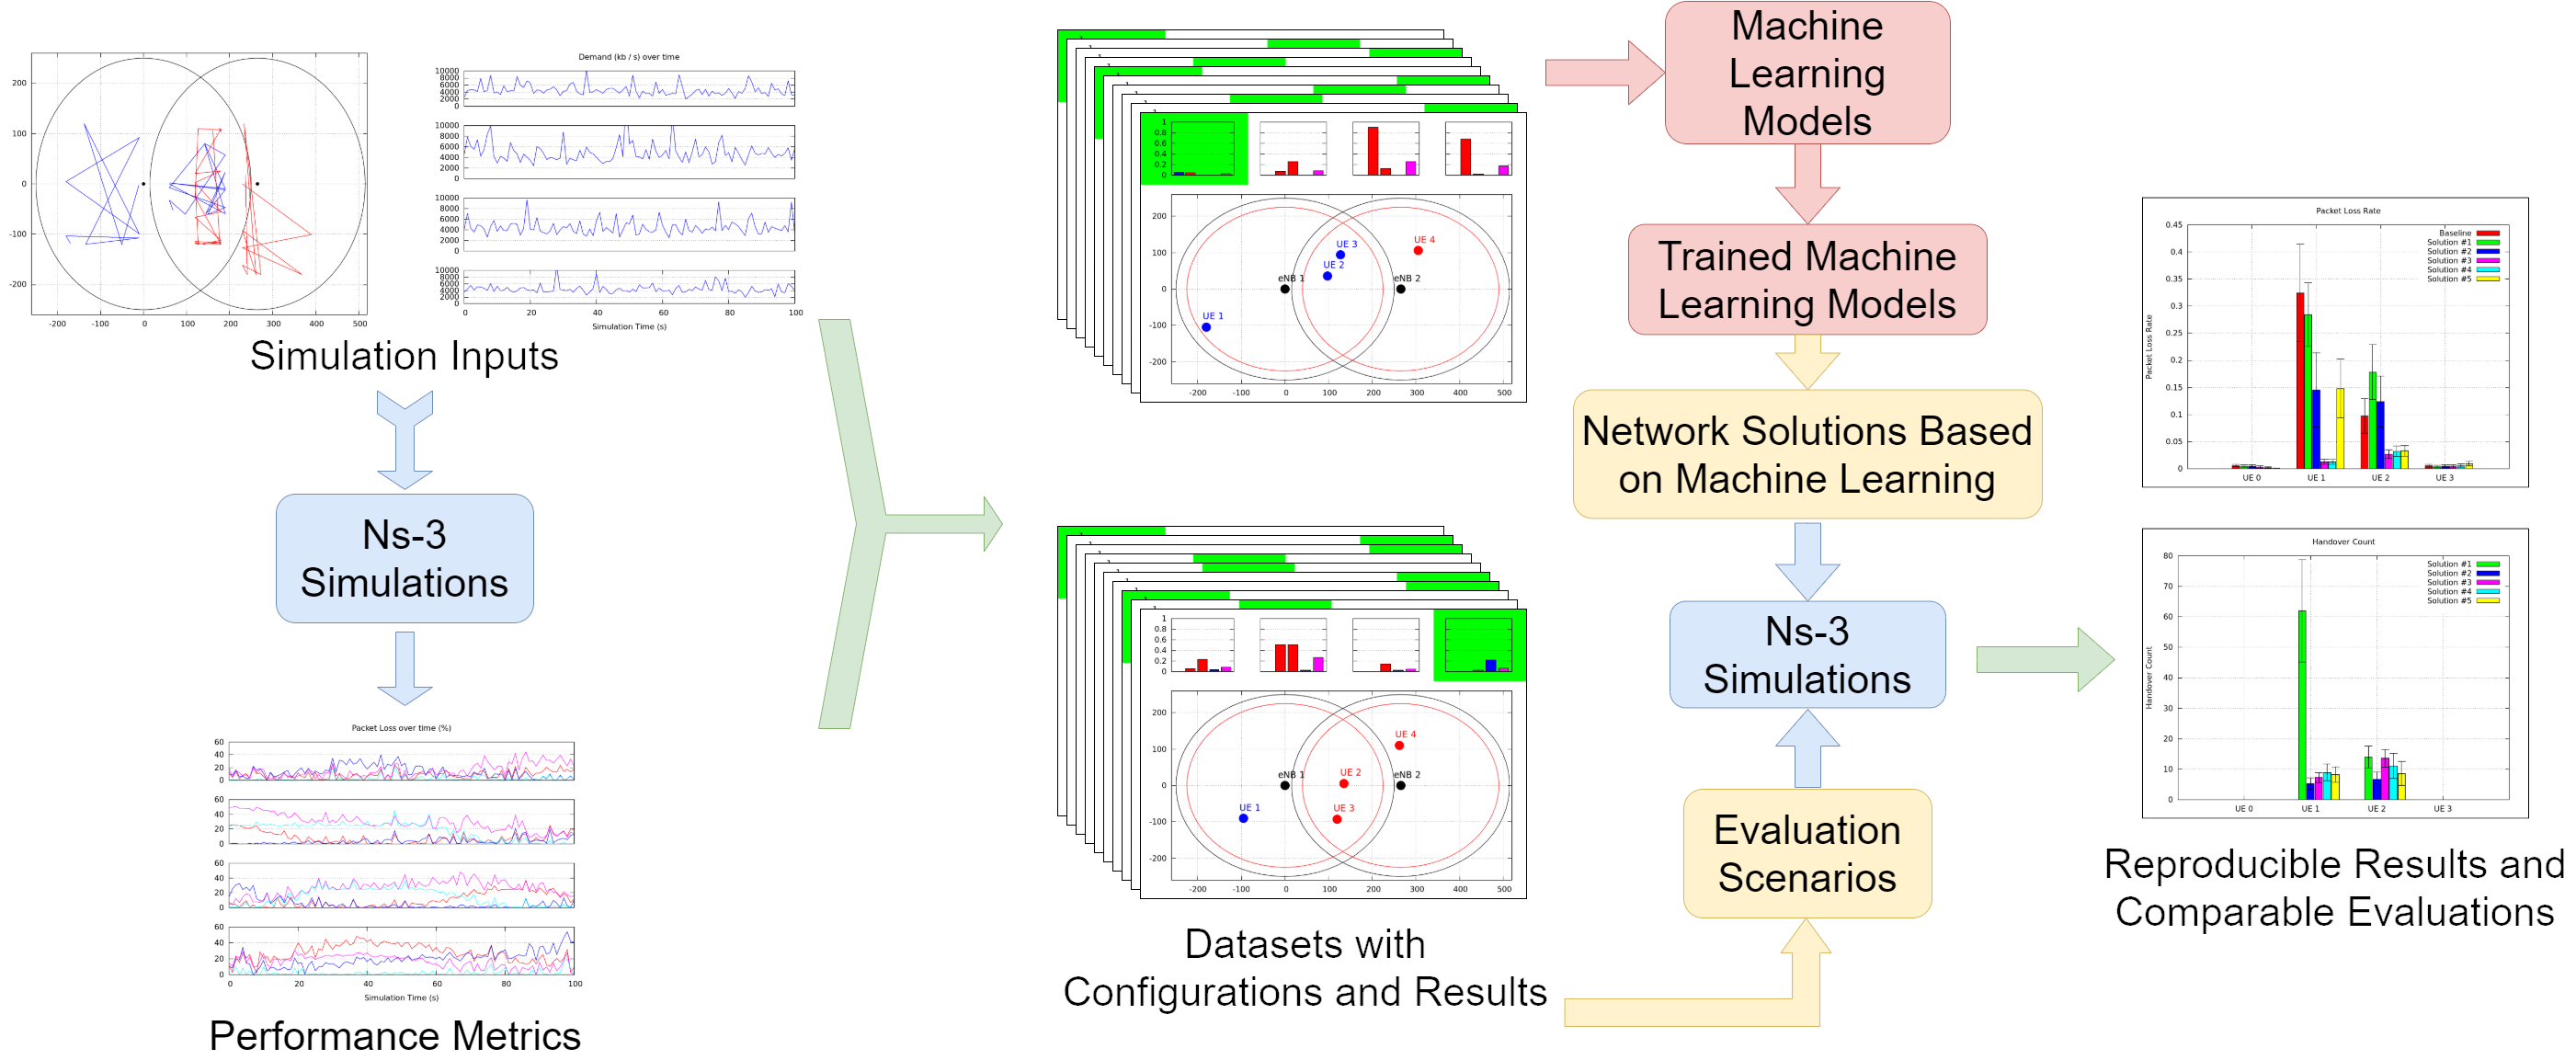 200
100
0
-100
-200
-200
-100
0
100
200
300
400
500
Demand (kb / s) over time
10000
8000
6000
4000
2000
0
10000
8000
6000
4000
2000
0
10000
8000
6000
4000
2000
0
10000
8000
6000
4000
2000
0
0
20
40
60
80
100
Simulation Time (s)
Simulation Inputs
Ns-3
Simulations
Packet Loss over time (%)
60
40
20
0
60
40
20
0
60
40
20
0
60
40
20
0
0
20
40
60
80
100
Simulation Time (s)
Performance Metrics
1
0.8
0.6
0.4
0.2
0
200
100
0
-100
-200
UE 3
UE 4
UE 2
eNB 1
eNB 2
UE 1
-200
-100
0
100
200
300
400
500
1
0.8
0.6
0.4
0.2
0
200
100
0
-100
-200
UE 4
eNB 1
UE 2
eNB 2
UE 1
UE 3
-200
-100
0
100
200
300
400
500
Datasets with
Configurations and Results
Machine
Learning
Models
Trained Machine
Learning Models
Network Solutions Based
on Machine Learning
Ns-3
Simulations
Evaluation
Scenarios
Packet Loss Rate
Packet Loss Rate
0.45
0.4
0.35
0.3
0.25
0.2
0.15
0.1
0.05
0
Baseline
Solution #1
Solution #2
Solution #3
Solution #4
Solution #5
UE 0
UE 1
UE 2
UE 3
Handover Count
Handover Count
80
70
60
50
40
30
20
10
0
Solution #1
Solution #2
Solution #3
Solution #4
Solution #5
UE 0
UE 1
UE 2
UE 3
Reproducible Results and
Comparable Evaluations